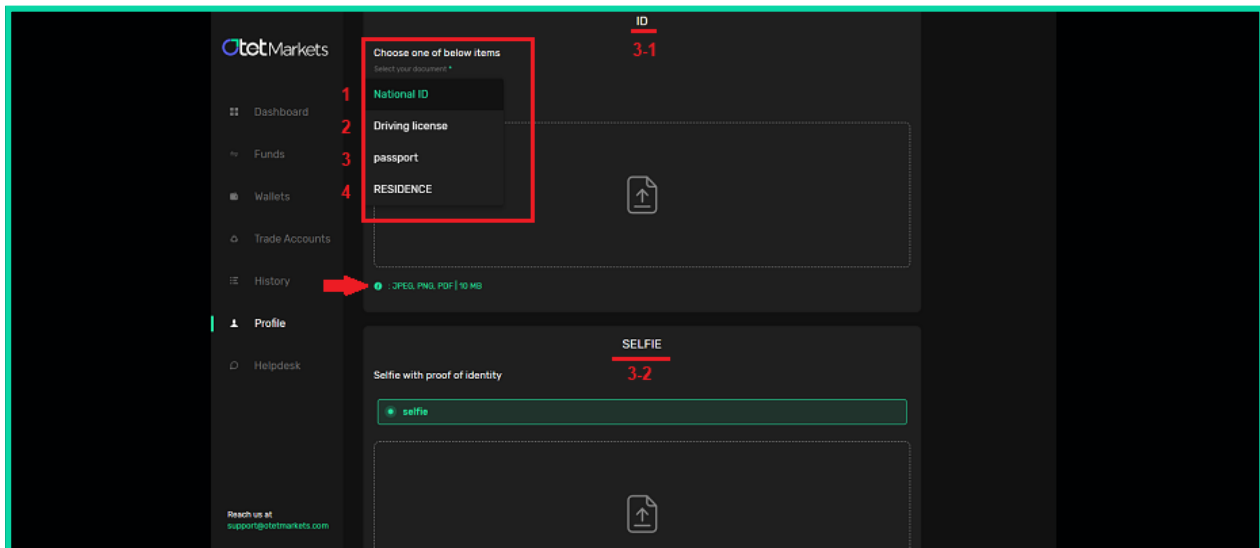 OtetMarkets
Dashboard
Funds
Wallets
Trade Accounts
History
Profile
Helpdesk
Reach us at
support@otetmarkets.com
ID
3-1
Choose one of below items
Select your document *
1 National ID
2 Driving license
3 passport
4 RESIDENCE
: JPEG, PNG, PDF | 10 MB
SELFIE
3-2
Selfie with proof of identity
selfie